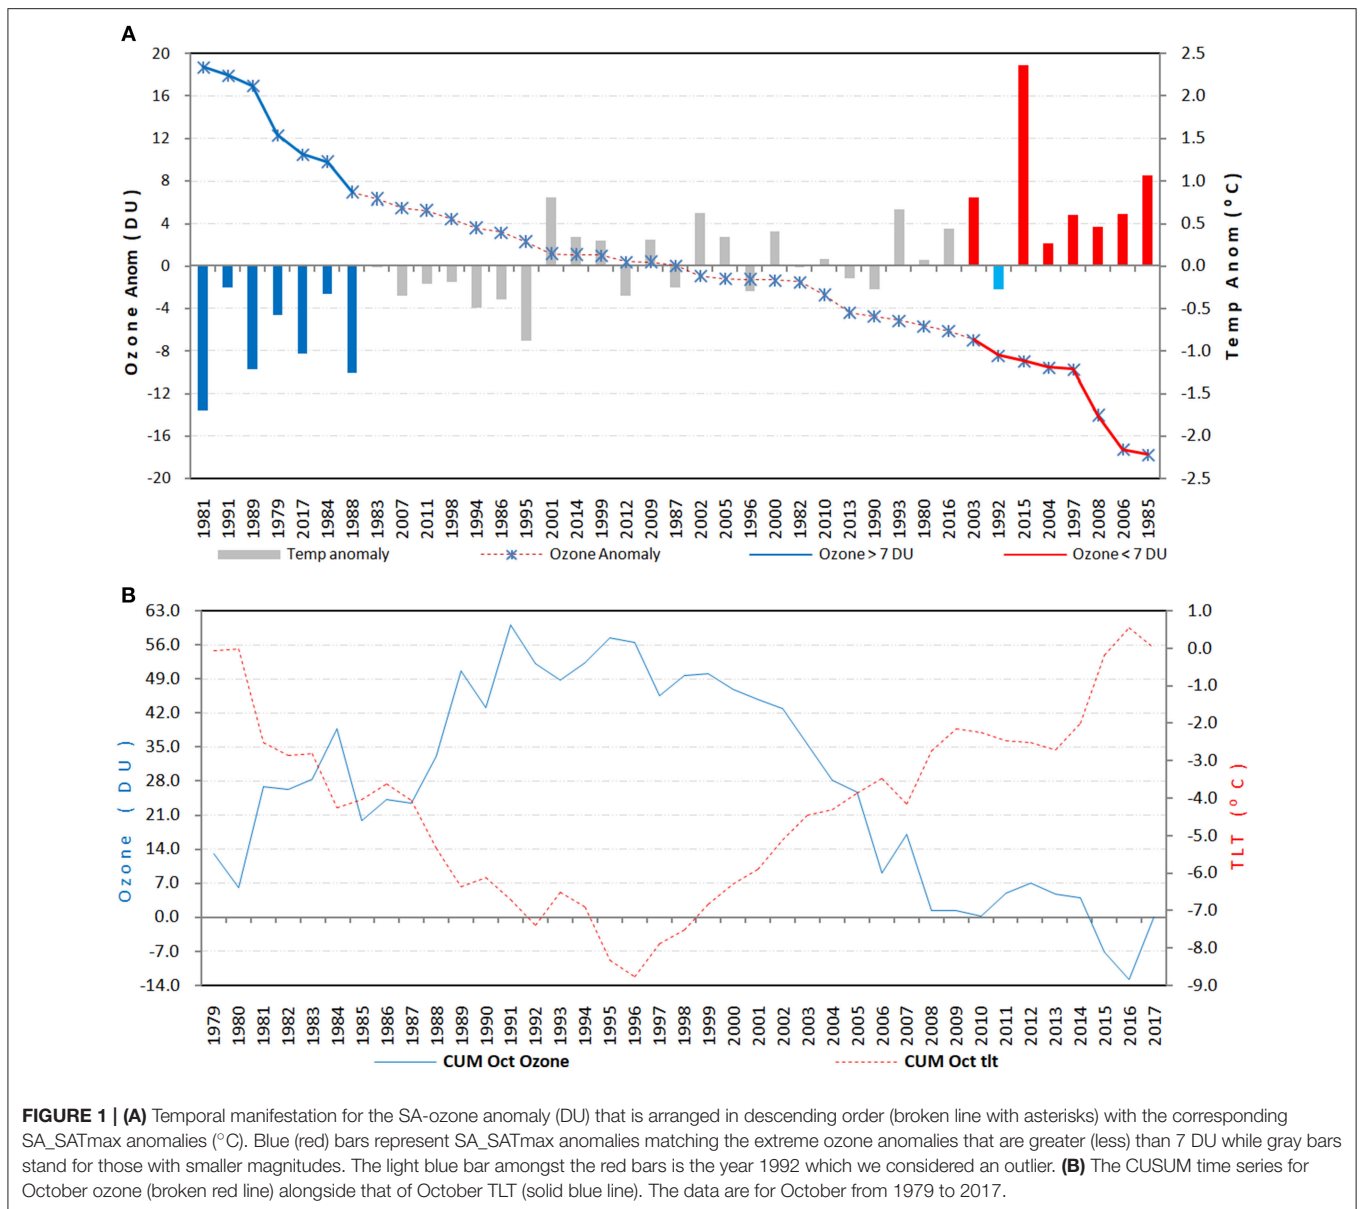 A
20 2.5
16 2.0
12 1.5
8 1.0
4 0.5
0 0.0
-4 -0.5
-8 -1.0
-12 -1.5
-16 -2.0
-20 -2.5
Ozone Anom (DU)
Temp Anom (°C)
1981 1991 1989 1979 2017 1984 1988 1983 2007 2011 1998 1994 1986 1995 2001 2014 1999 2012 2009 1987 2002 2005 1996 2000 1982 2010 2013 1990 1993 1980 2016 2003 1992 2015 2004 1997 2008 2006 1985
Temp anomaly Ozone Anomaly Ozone > 7 DU Ozone < 7 DU
B
63.0 1.0
56.0 0.0
49.0 -1.0
42.0 -2.0
35.0 -3.0
28.0 -4.0
21.0 -5.0
14.0 -6.0
7.0 -7.0
0.0 -8.0
-7.0 -9.0
-14.0
Ozone (DU)
TLT (°C)
1979 1980 1981 1982 1983 1984 1985 1986 1987 1988 1989 1990 1991 1992 1993 1994 1995 1996 1997 1998 1999 2000 2001 2002 2003 2004 2005 2006 2007 2008 2009 2010 2011 2012 2013 2014 2015 2016 2017
CUM Oct Ozone CUM Oct tlt
FIGURE 1 | (A) Temporal manifestation for the SA-ozone anomaly (DU) that is arranged in descending order (broken line with asterisks) with the corresponding
SA_SATmax anomalies (°C). Blue (red) bars represent SA_SATmax anomalies matching the extreme ozone anomalies that are greater (less) than 7 DU while gray bars
stand for those with smaller magnitudes. The light blue bar amongst the red bars is the year 1992 which we considered an outlier. (B) The CUSUM time series for
October ozone (broken red line) alongside that of October TLT (solid blue line). The data are for October from 1979 to 2017.